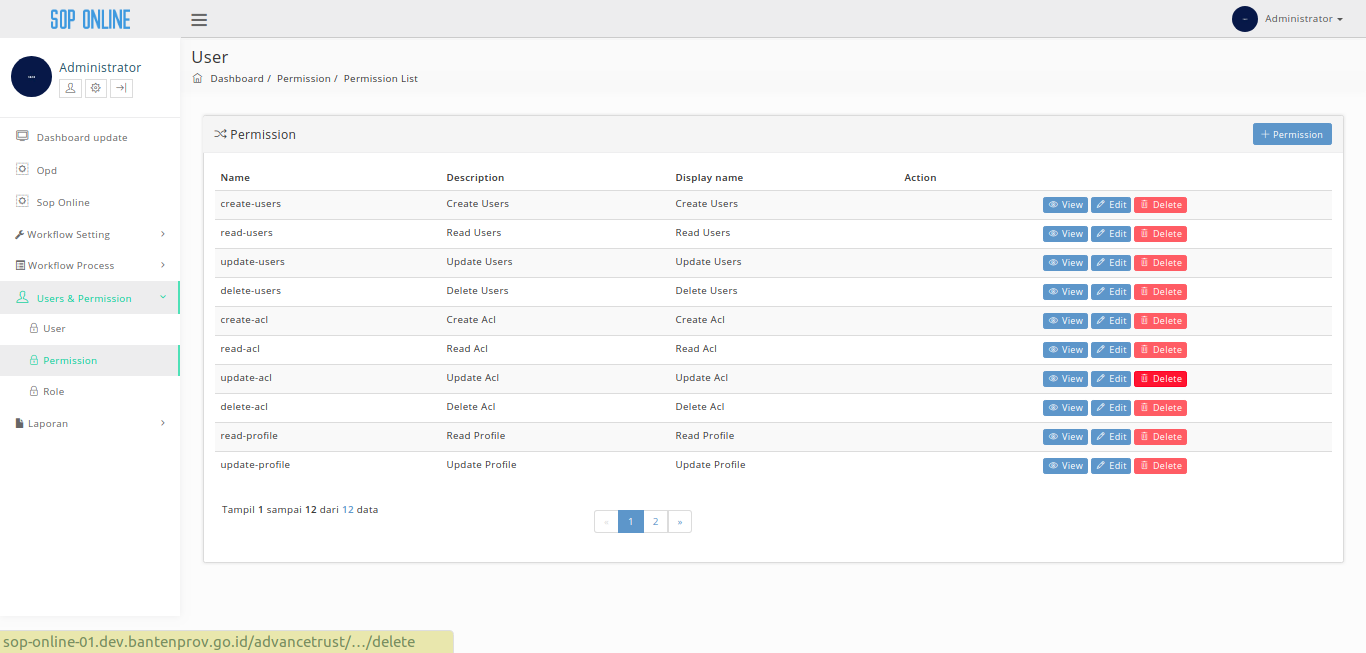 SOP ONLINE
Administrator
Administrator
User
Dashboard / Permission / Permission List
Dashboard update
Opd
Sop Online
Workflow Setting
Workflow Process
Users & Permission
User
Permission
Role
Laporan
Permission
+ Permission
Name Description Display name Action
create-users Create Users Create Users View Edit Delete
read-users Read Users Read Users View Edit Delete
update-users Update Users Update Users View Edit Delete
delete-users Delete Users Delete Users View Edit Delete
create-acl Create Acl Create Acl View Edit Delete
read-acl Read Acl Read Acl View Edit Delete
update-acl Update Acl Update Acl View Edit Delete
delete-acl Delete Acl Delete Acl View Edit Delete
read-profile Read Profile Read Profile View Edit Delete
update-profile Update Profile Update Profile View Edit Delete
Tampil 1 sampai 12 dari 12 data
« 1 2 »
sop-online-01.dev.bantenprov.go.id/advancetrust/.../delete